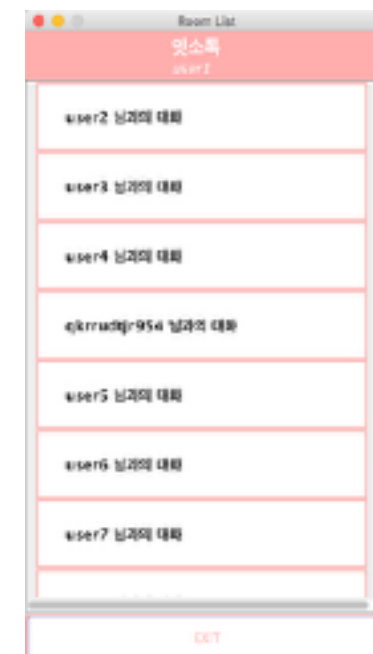 Room List
멋소톡
user1
user2 님과의 대화
user3 님과의 대화
user4 님과의 대화
qkrrudtjr954 님과의 대화
user5 님과의 대화
user6 님과의 대화
user7 님과의 대화
EXIT